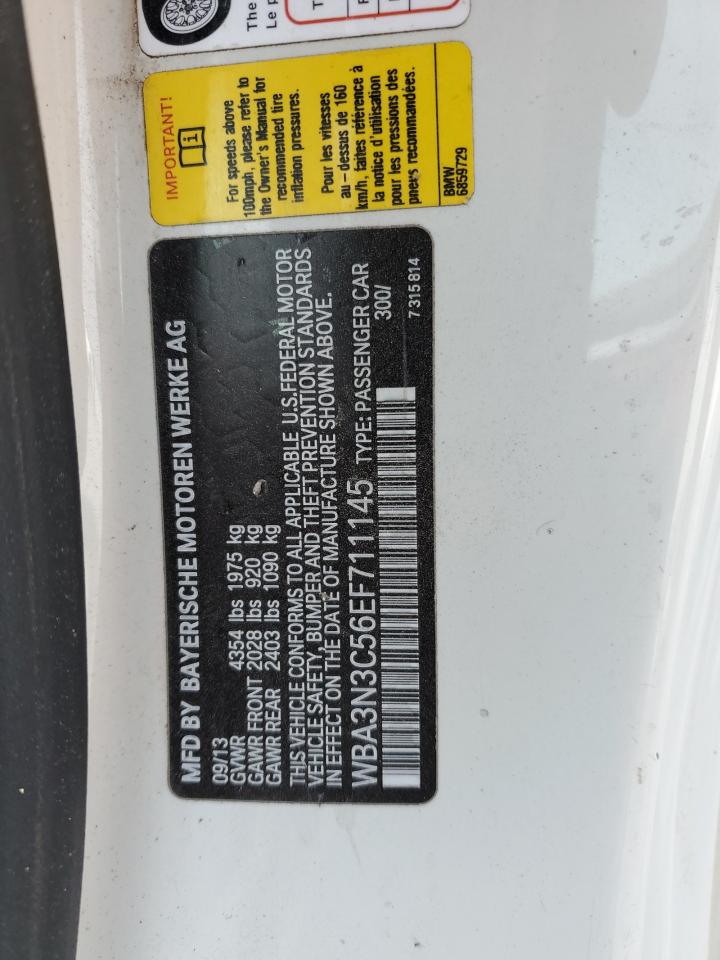 MFD BY BAYERISCHE MOTOREN WERKE AG
09/13
GVWR 4354 lbs 1975 kg
GAWR FRONT 2028 lbs 920 kg
GAWR REAR 2403 lbs 1090 kg
THIS VEHICLE CONFORMS TO ALL APPLICABLE U.S.FEDERAL MOTOR
VEHICLE SAFETY, BUMPER AND THEFT PREVENTION STANDARDS
IN EFFECT ON THE DATE OF MANUFACTURE SHOWN ABOVE.
WBA3N3C56EF711145 TYPE: PASSENGER CAR
300/
7 315 814
IMPORTANT!
For speeds above
100mph, please refer to
the Owner's Manual for
recommended tire
inflation pressures.
Pour les vitesses
au - dessus de 160
km/h, faites référence à
la notice d'utilisation
pour les pressions des
pneus recommandées.
BMW
6859729
The
Le p